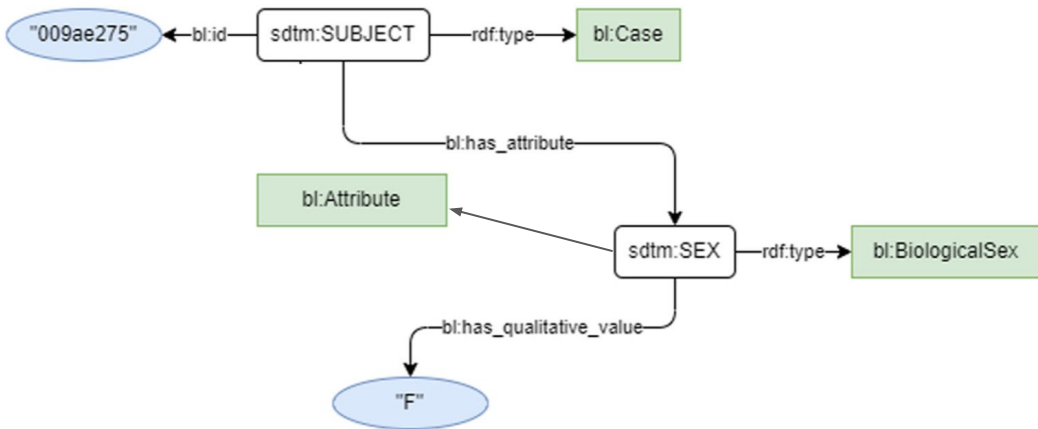 "009ae275"
bl:id
sdtm:SUBJECT
rdf:type
bl:Case
bl:has_attribute
bl:Attribute
sdtm:SEX
rdf:type
bl:BiologicalSex
bl:has_qualitative_value
"F"